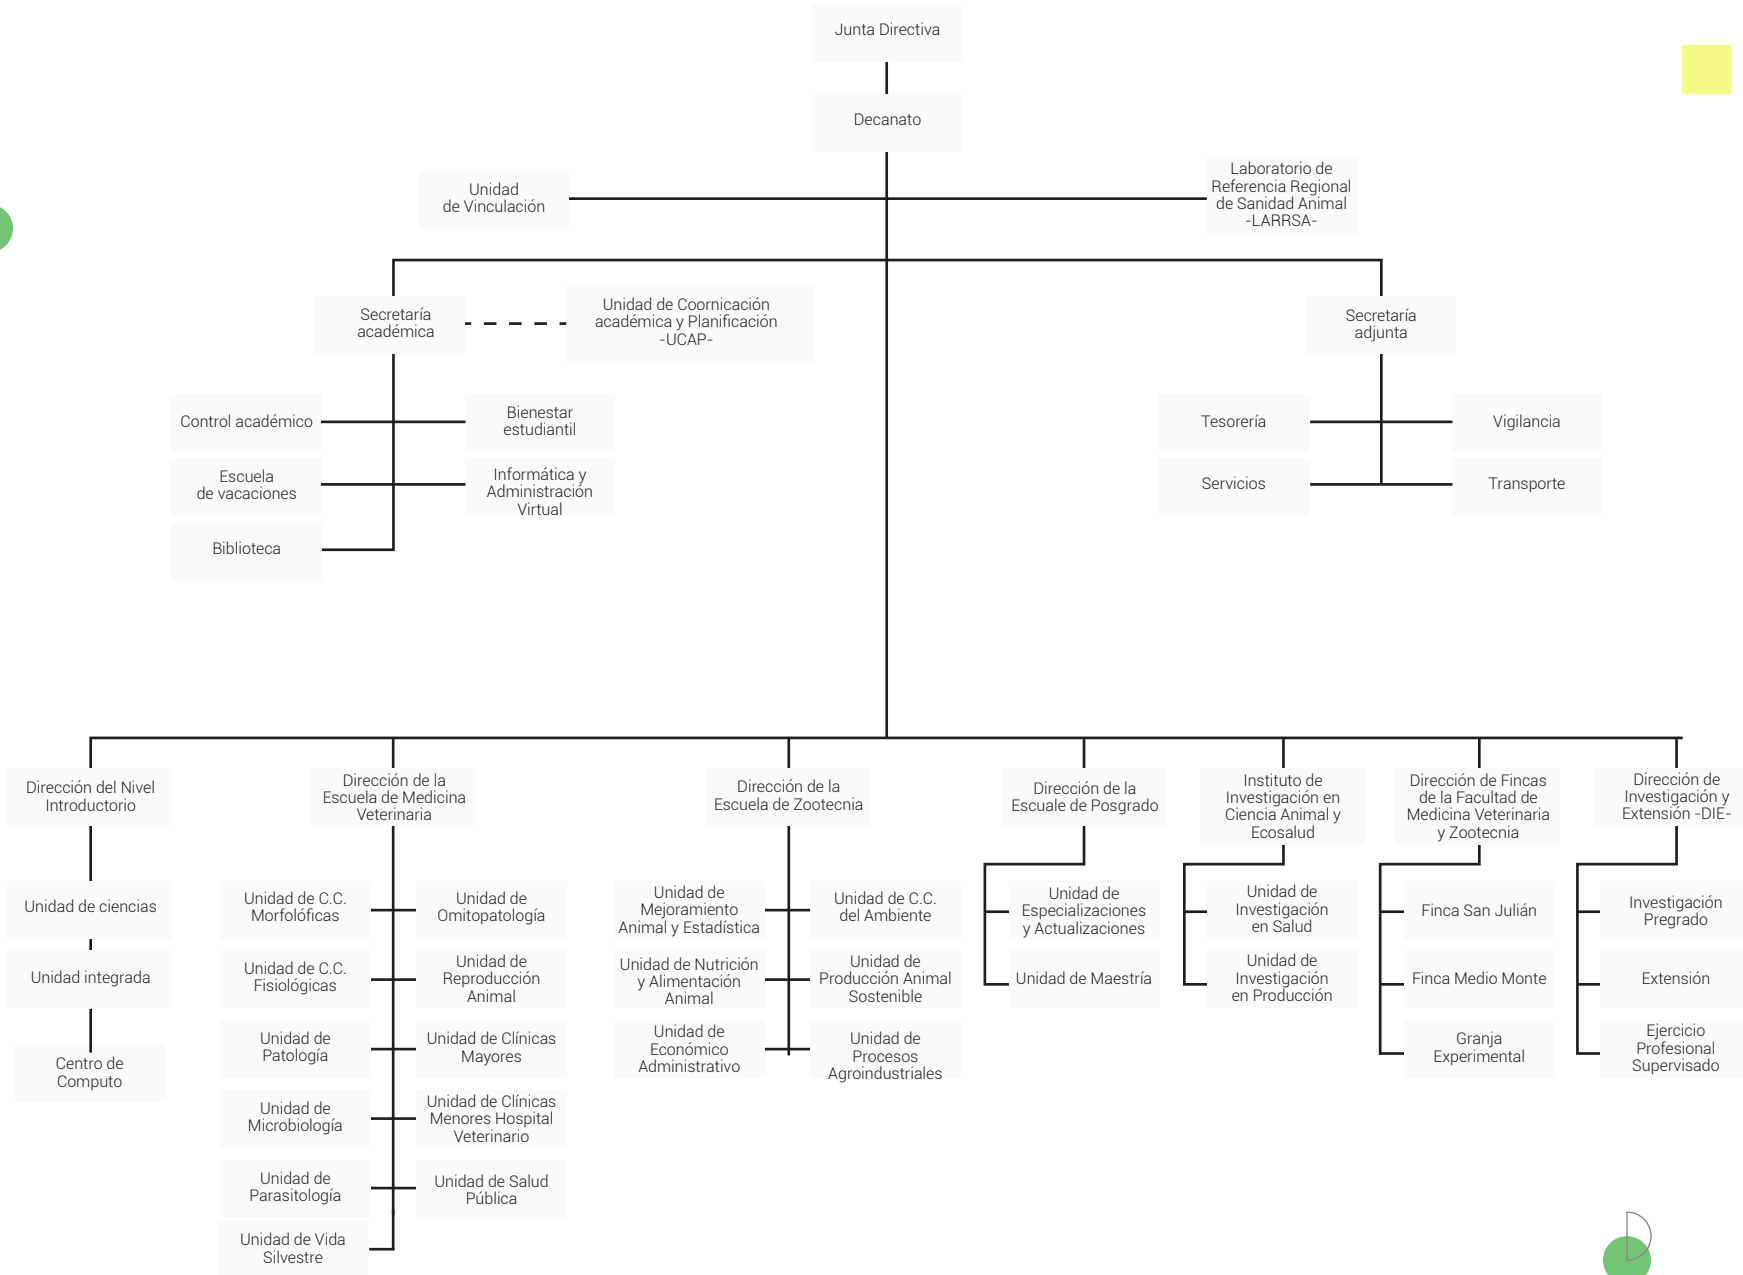 Junta Directiva
Decanato
Unidad
de Vinculación
Laboratorio de
Referencia Regional
de Sanidad Animal
-LARRSA-
Secretaría
académica
Unidad de Coornicación
académica y Planificación
-UCAP-
Secretaría
adjunta
Control académico
Bienestar
estudiantil
Escuela
de vacaciones
Informática y
Administración
Virtual
Biblioteca
Tesorería
Vigilancia
Servicios
Transporte
Dirección del Nivel
Introductorio
Unidad de ciencias
Unidad integrada
Centro de
Computo
Dirección de la
Escuela de Medicina
Veterinaria
Unidad de C.C.
Morfolóficas
Unidad de
Omitopatología
Unidad de C.C.
Fisiológicas
Unidad de
Reproducción
Animal
Unidad de
Patología
Unidad de Clínicas
Mayores
Unidad de
Microbiología
Unidad de Clínicas
Menores Hospital
Veterinario
Unidad de
Parasitología
Unidad de Salud
Pública
Unidad de Vida
Silvestre
Dirección de la
Escuela de Zootecnia
Unidad de
Mejoramiento
Animal y Estadística
Unidad de C.C.
del Ambiente
Unidad de Nutrición
y Alimentación
Animal
Unidad de
Producción Animal
Sostenible
Unidad de
Económico
Administrativo
Unidad de
Procesos
Agroindustriales
Dirección de la
Escuale de Posgrado
Unidad de
Especializaciones
y Actualizaciones
Unidad de Maestría
Instituto de
Investigación en
Ciencia Animal y
Ecosalud
Unidad de
Investigación
en Salud
Unidad de
Investigación
en Producción
Dirección de Fincas
de la Facultad de
Medicina Veterinaria
y Zootecnia
Finca San Julián
Finca Medio Monte
Granja
Experimental
Dirección de
Investigación y
Extensión -DIE-
Investigación
Pregrado
Extensión
Ejercicio
Profesional
Supervisado